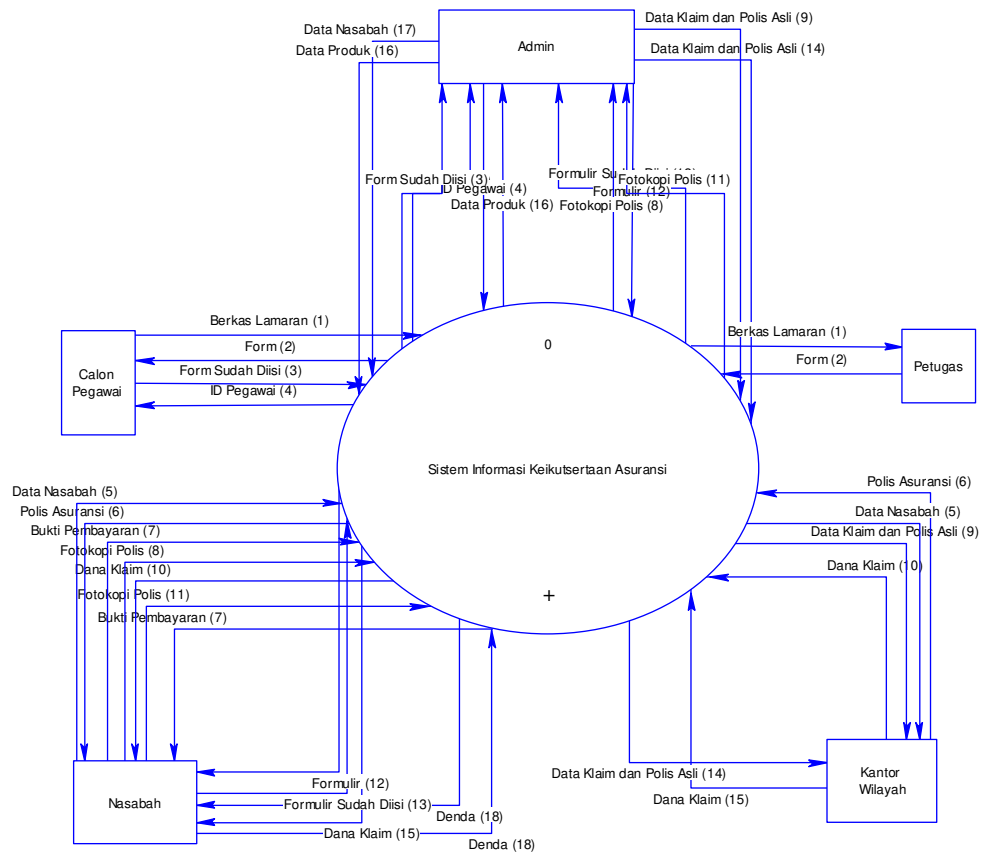 Data Nasabah (17)
Data Produk (16)
Admin
Data Klaim dan Polis Asli (9)
Data Klaim dan Polis Asli (14)
Form Sudah Diisi (3)
ID Pegawai (4)
Data Produk (16)
Formulir
Fotokopi Polis (11)
Formulir (12)
Fotokopi Polis (8)
Berkas Lamaran (1)
Form (2)
Form Sudah Diisi (3)
ID Pegawai (4)
Calon
Pegawai
0
Berkas Lamaran (1)
Form (2)
Petugas
Sistem Informasi Keikutsertaan Asuransi
+
Data Nasabah (5)
Polis Asuransi (6)
Bukti Pembayaran (7)
Fotokopi Polis (8)
Dana Klaim (10)
Fotokopi Polis (11)
Bukti Pembayaran (7)
Polis Asuransi (6)
Data Nasabah (5)
Data Klaim dan Polis Asli (9)
Dana Klaim (10)
Nasabah
Formulir (12)
Formulir Sudah Diisi (13)
Denda (18)
Dana Klaim (15)
Denda (18)
Data Klaim dan Polis Asli (14)
Dana Klaim (15)
Kantor
Wilayah